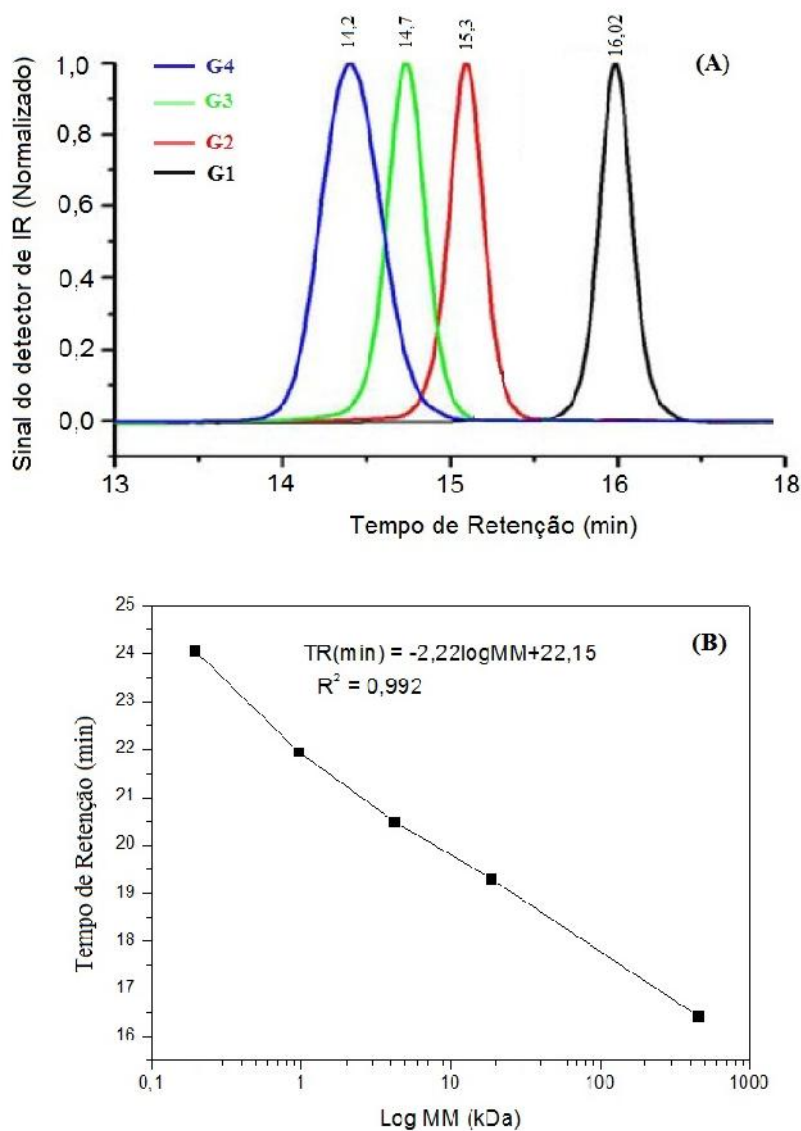 14,2 14,7 15,3 16,02
(A)
G4
G3
G2
G1
Sinal do detector de IR (Normalizado)
1,0
0,8
0,6
0,4
0.2
0.0
13 14 15 16 18
Tempo de Retenção (min)
(B)
TR(min) = -2,22logMM+22,15
R² = 0,992
Tempo de Retenção (min)
25
24
23
22
21
20
19
18
17
16
0,1 1 10 100 1000
Log MM (kDa)